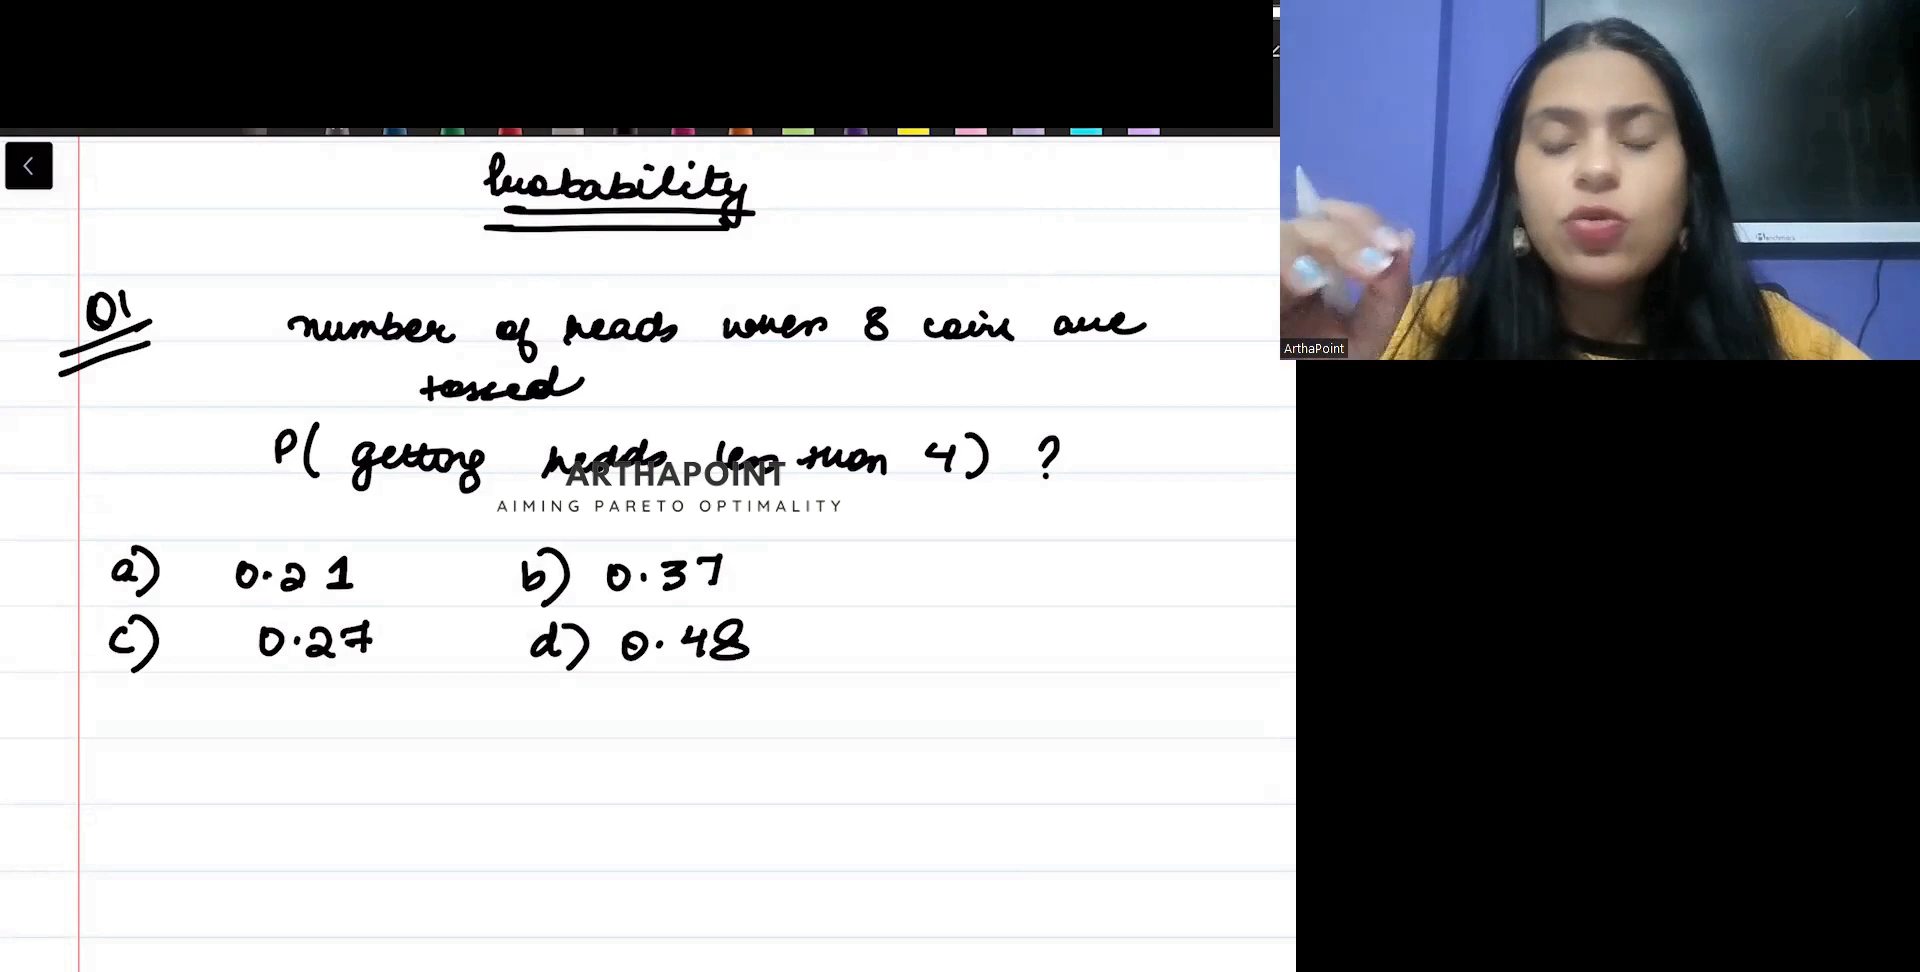 Probability
Q1 number of heads when 8 coins are
tossed
P( getting heads less than 4) ?
ARTHAPOINT
AIMING PARETO OPTIMALITY
a) 0.21 b) 0.37
c) 0.27 d) 0.48
ArthaPoint